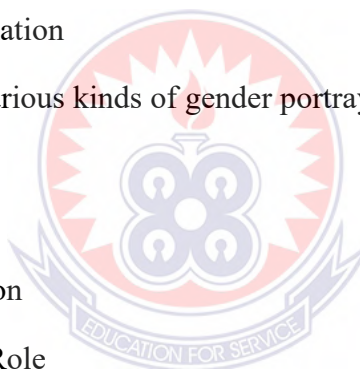 ation
rious kinds of gender portray
on
EDUCATION FOR SERVICE
Role